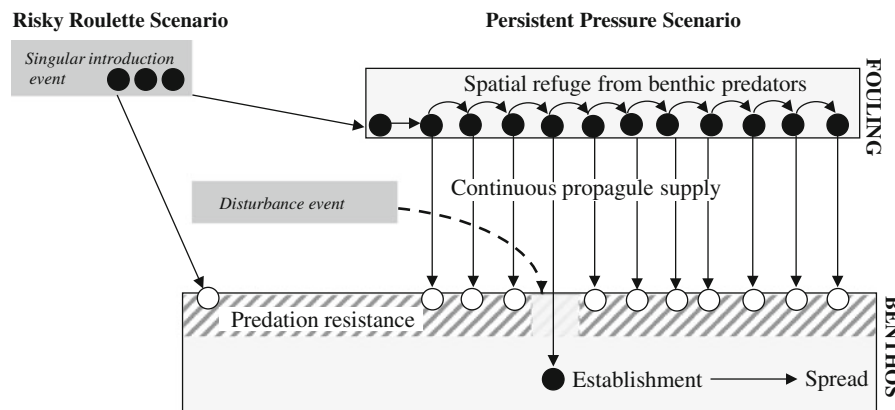 Risky Roulette Scenario
Persistent Pressure Scenario
Singular introduction
event
Spatial refuge from benthic predators
FOULING
Continuous propagule supply
Disturbance event
Predation resistance
BENTHOS
Establishment
Spread